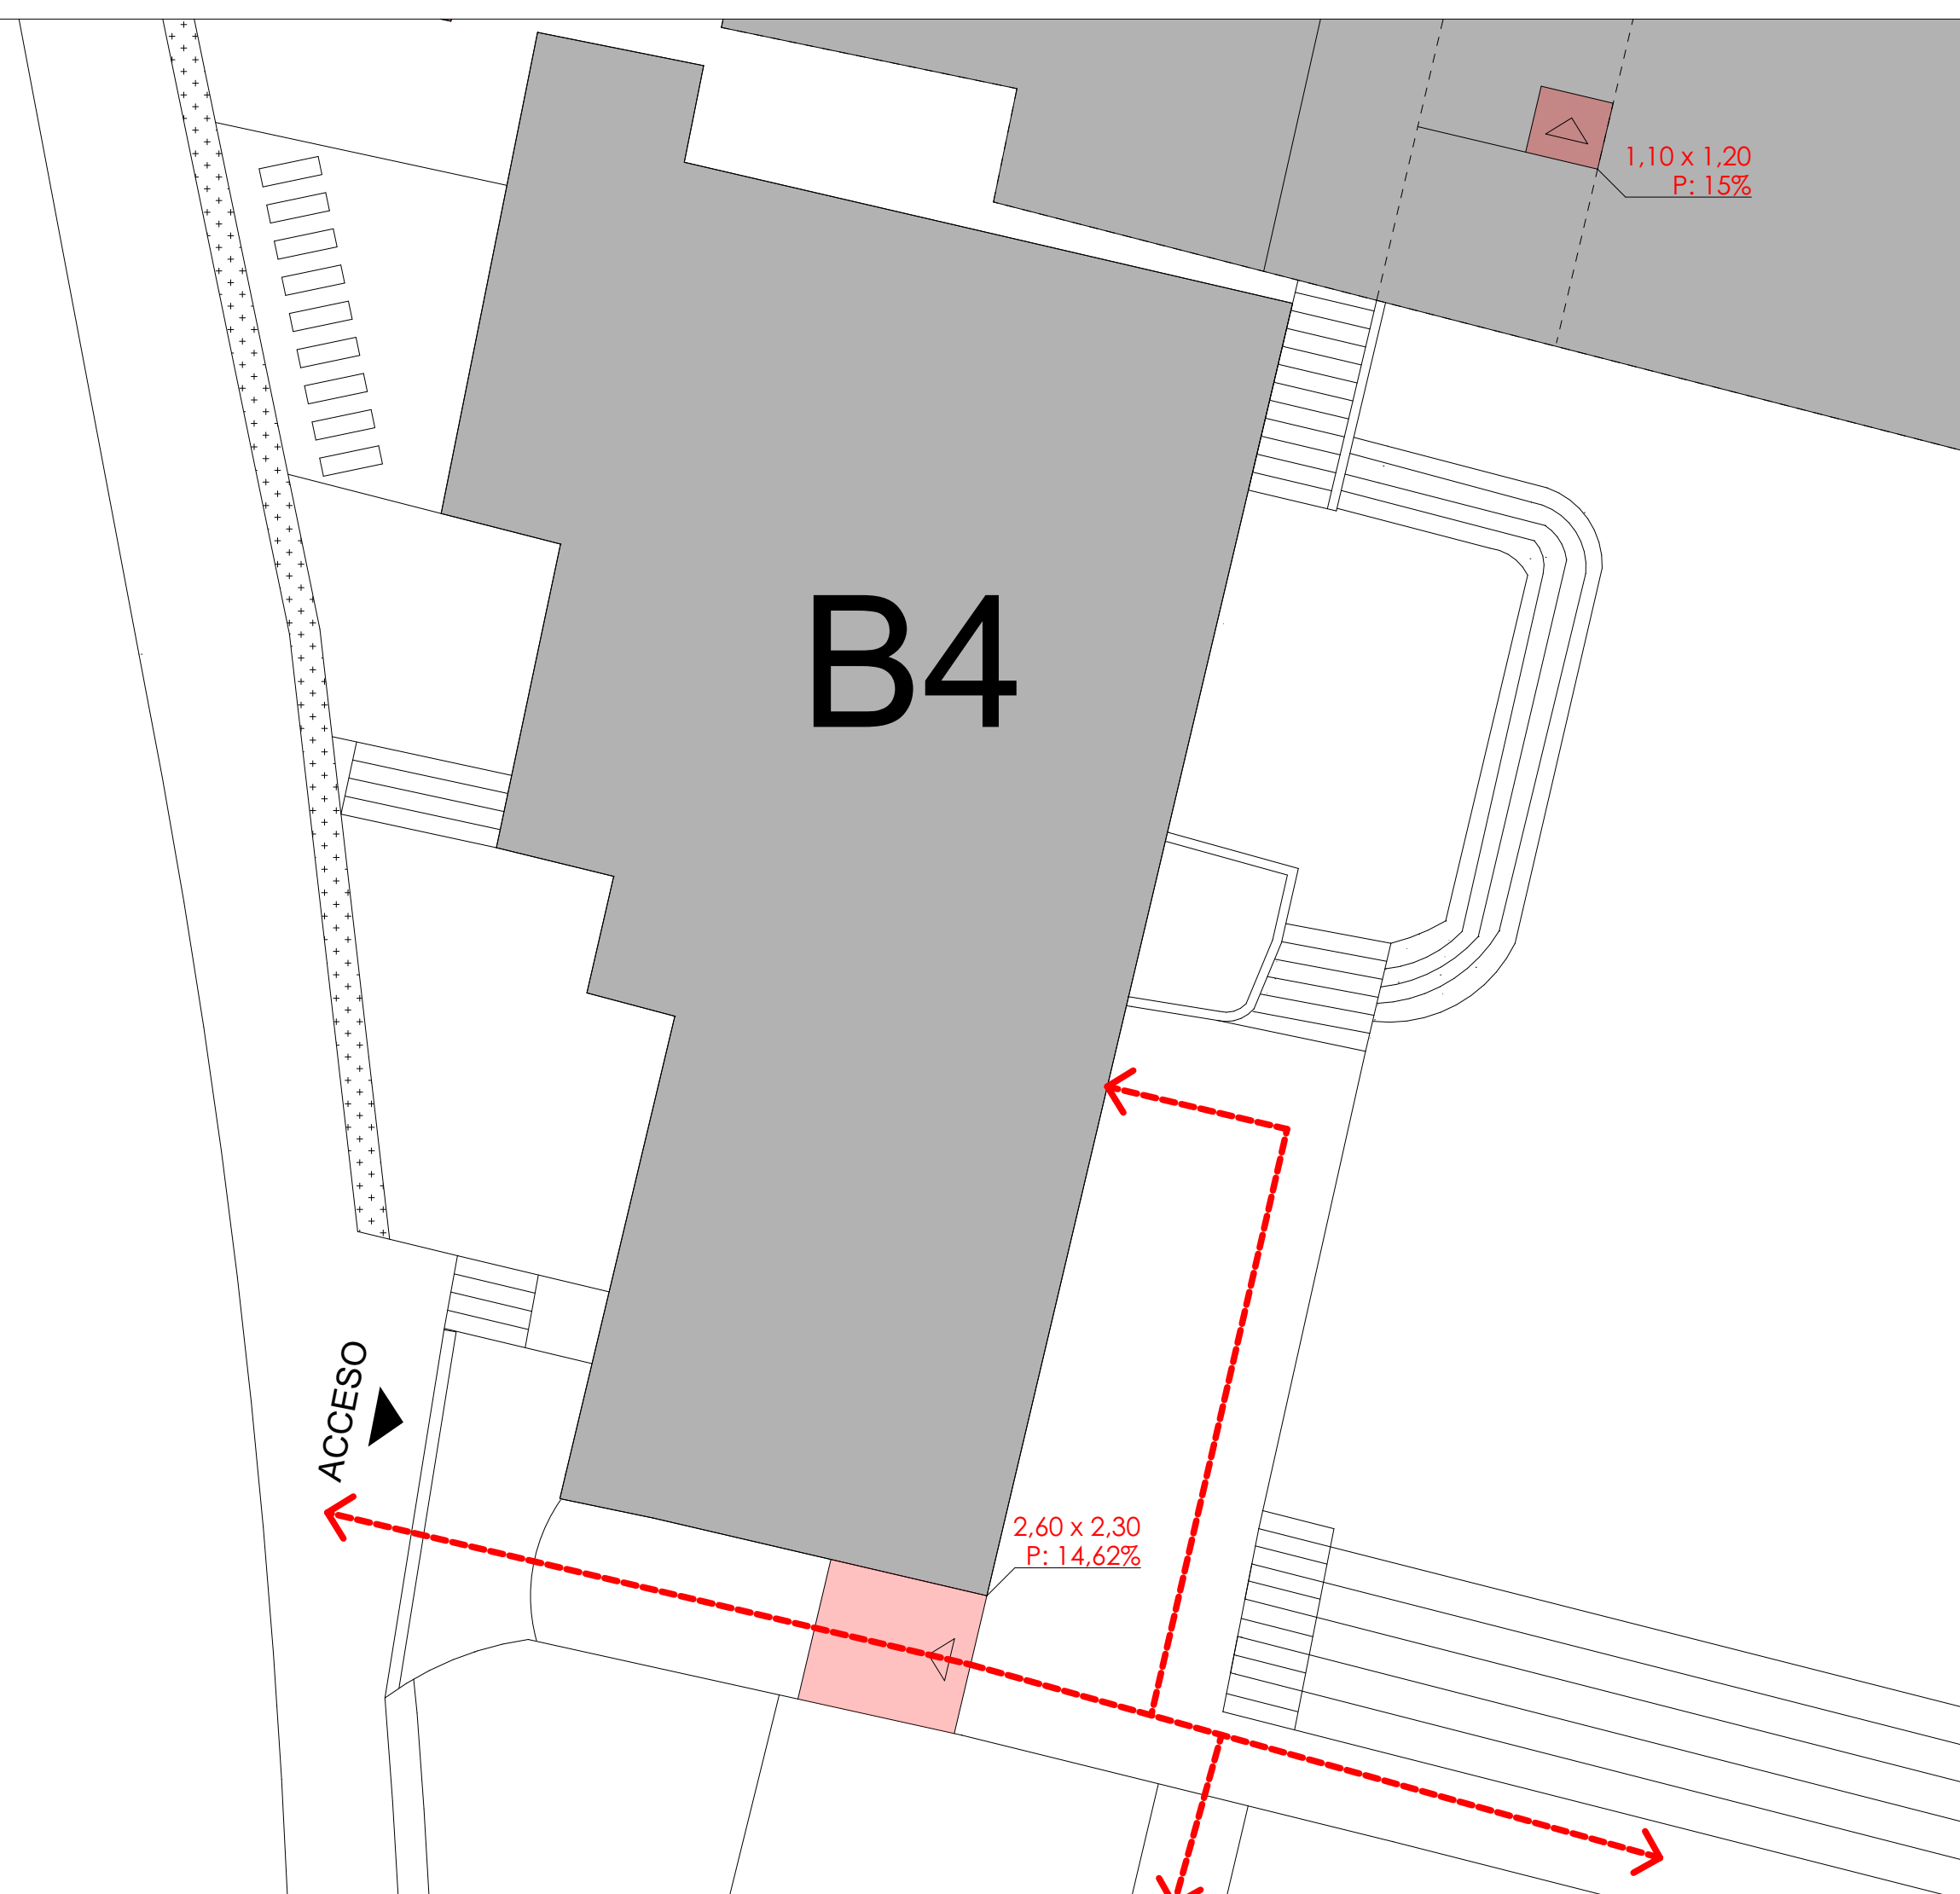 1,10 x 1,20
P: 15%
B4
ACCESO
2,60 x 2,30
P: 14,62%